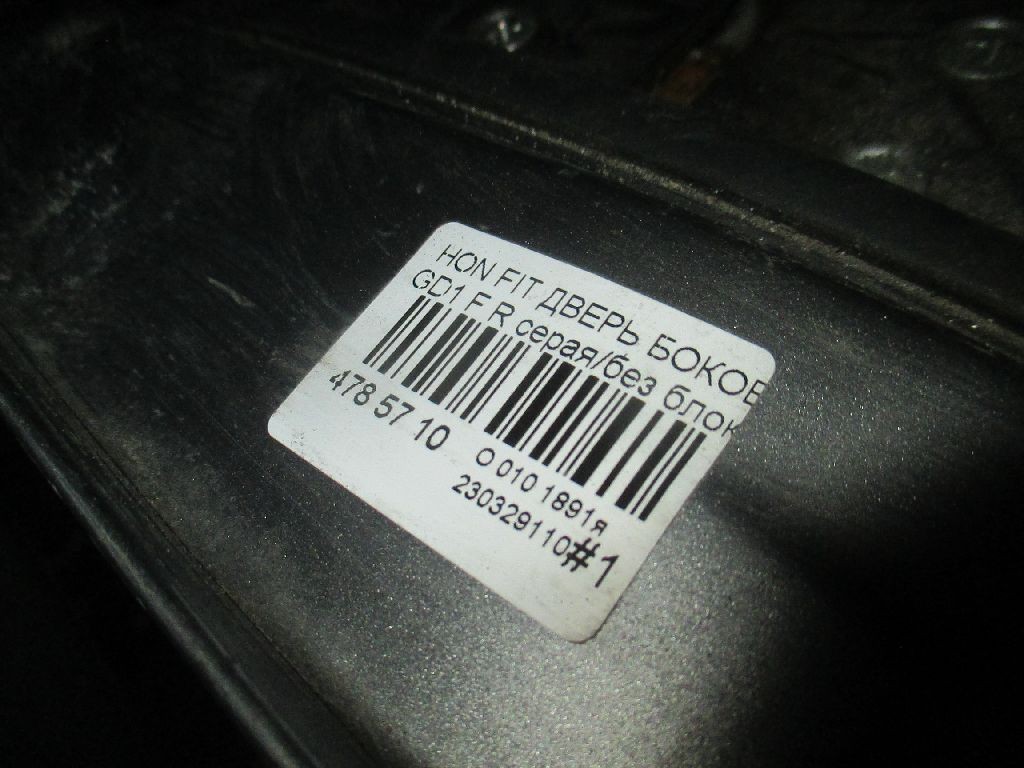 HON FIT ДВЕРЬ БОКОВ
GD1 F R серая/без блок
478 57 10
О 010 1891я
230329110
#1